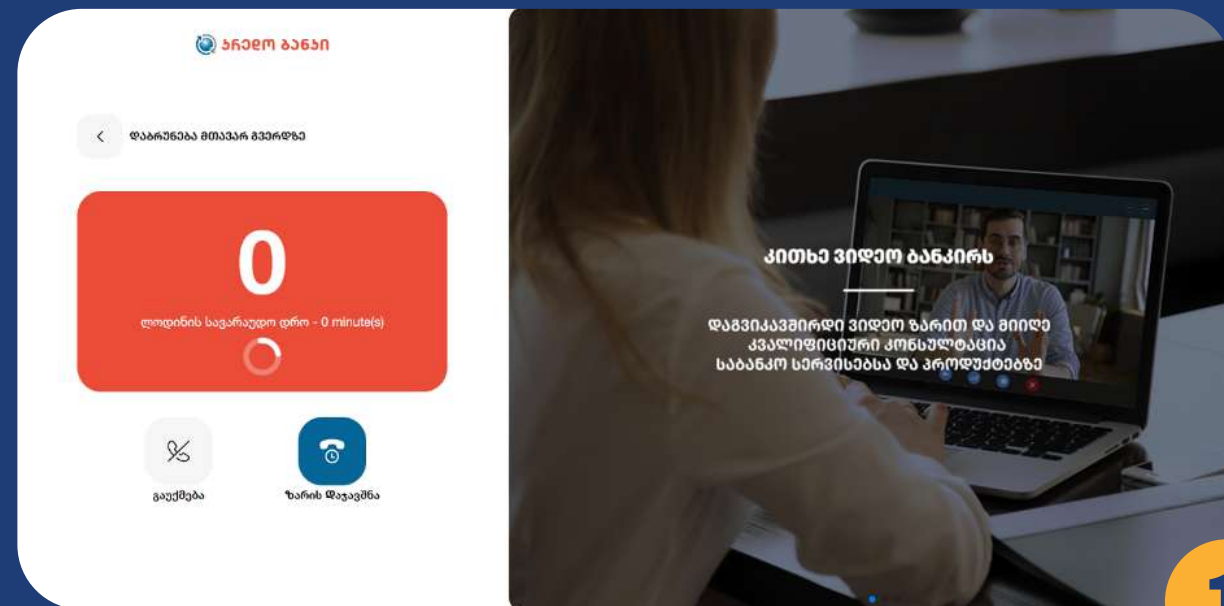 კრედო ბანკი
დაბრუნება მთავარ გვერდზე
0
ლოდინის სავარაუდო დრო - 0 minute(s)
გაუქმება
ზარის დაჯავშნა
კითხე ვიდეო ბანკირს
დაგვიკავშირდი ვიდეო ზარით და მიიღე
კვალიფიციური კონსულტაცია
საბანკო სერვისებსა და პროდუქტებზე